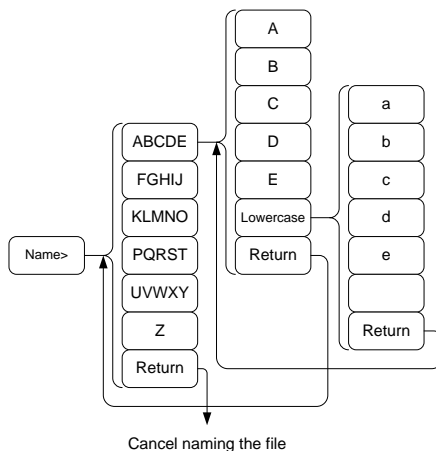 Name>
ABCDE
FGHIJ
KLMNO
PQRST
UVWXY
Z
Return
A
B
C
D
E
Lowercase
Return
a
b
c
d
e
Return
Cancel naming the file